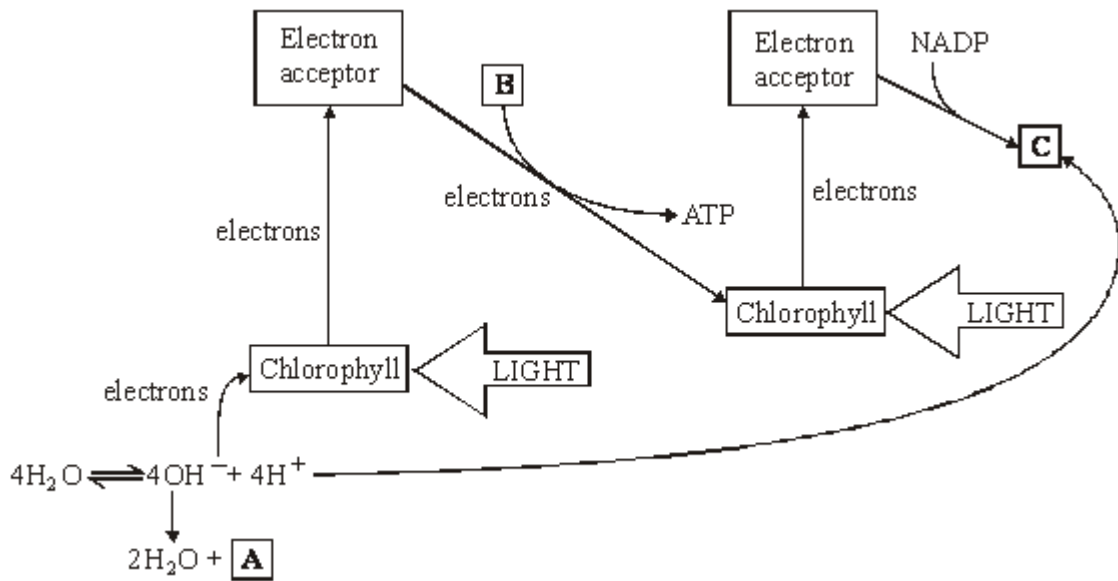 Electron
acceptor
Electron
acceptor
NADP
B
C
electrons
ATP
electrons
electrons
Chlorophyll
LIGHT
Chlorophyll
LIGHT
electrons
4H₂O ⇌ 4OH⁻ + 4H⁺
2H₂O + A